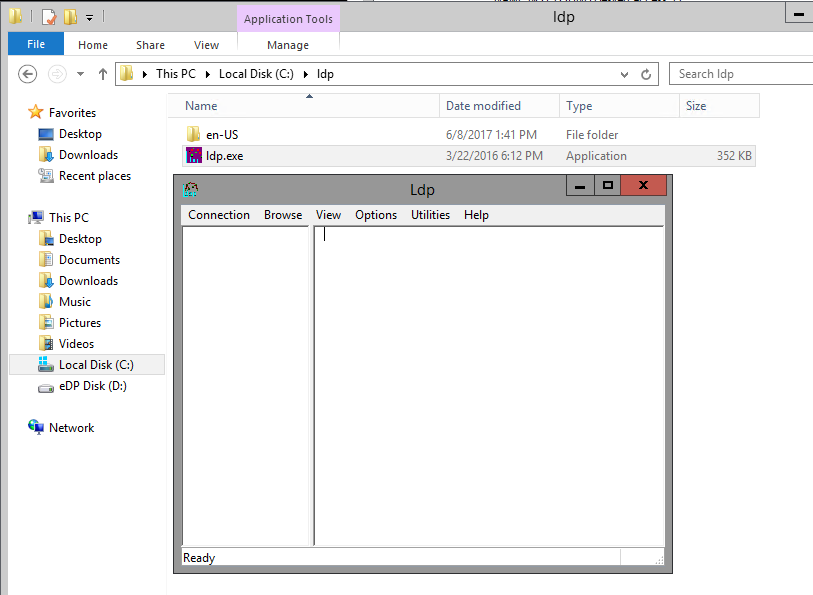 Application Tools
ldp
File Home Share View Manage
This PC Local Disk (C:) ldp
Search ldp
Name Date modified Type Size
en-US 6/8/2017 1:41 PM File folder
ldp.exe 3/22/2016 6:12 PM Application 352 KB
Favorites
Desktop
Downloads
Recent places
This PC
Desktop
Documents
Downloads
Music
Pictures
Videos
Local Disk (C:)
eDP Disk (D:)
Network
Ldp
Connection Browse View Options Utilities Help
Ready